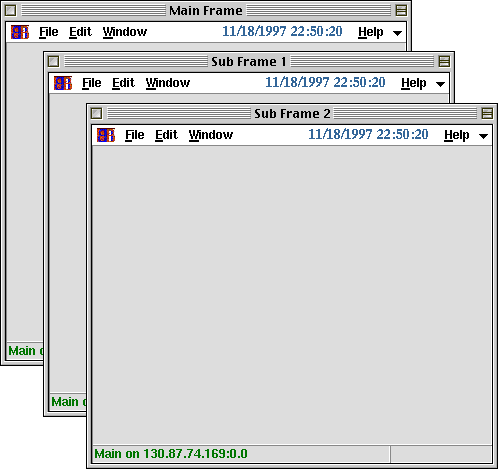 Main Frame
File Edit Window 11/18/1997 22:50:20 Help
Sub Frame 1
File Edit Window 11/18/1997 22:50:20 Help
Sub Frame 2
File Edit Window 11/18/1997 22:50:20 Help
Main
Main
Main on 130.87.74.169:0.0